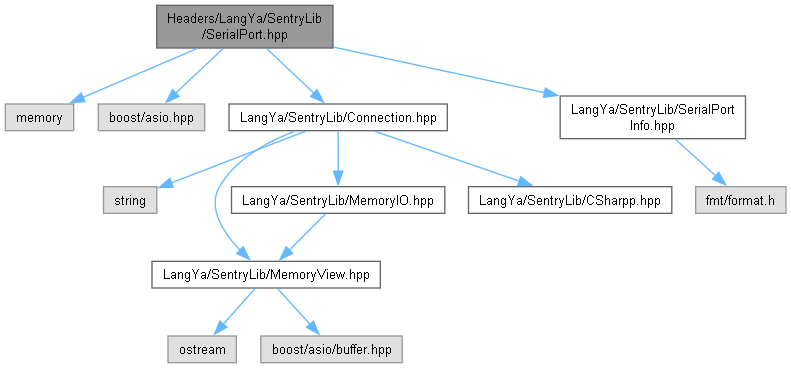 Headers/LangYa/SentryLib
/SerialPort.hpp
memory
boost/asio.hpp
LangYa/SentryLib/Connection.hpp
LangYa/SentryLib/SerialPort
Info.hpp
string
LangYa/SentryLib/MemoryIO.hpp
LangYa/SentryLib/CSharpp.hpp
fmt/format.h
LangYa/SentryLib/MemoryView.hpp
ostream
boost/asio/buffer.hpp